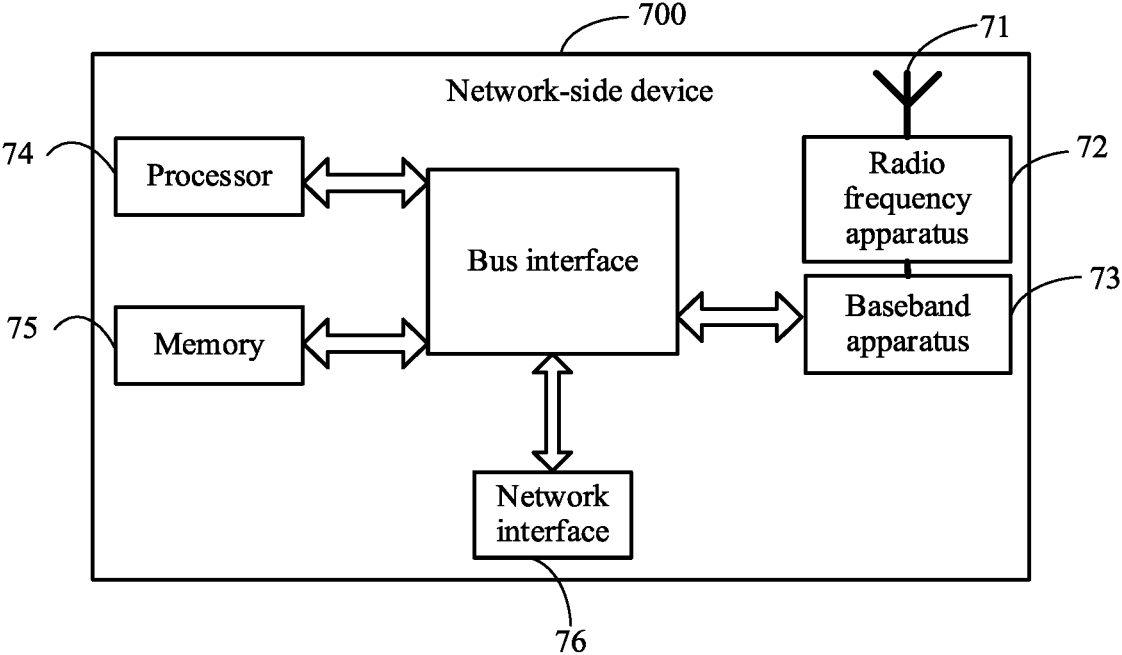 700
71
Network-side device
74
Processor
Radio
frequency
apparatus
72
Bus interface
75
Memory
Baseband
apparatus
73
Network
interface
76